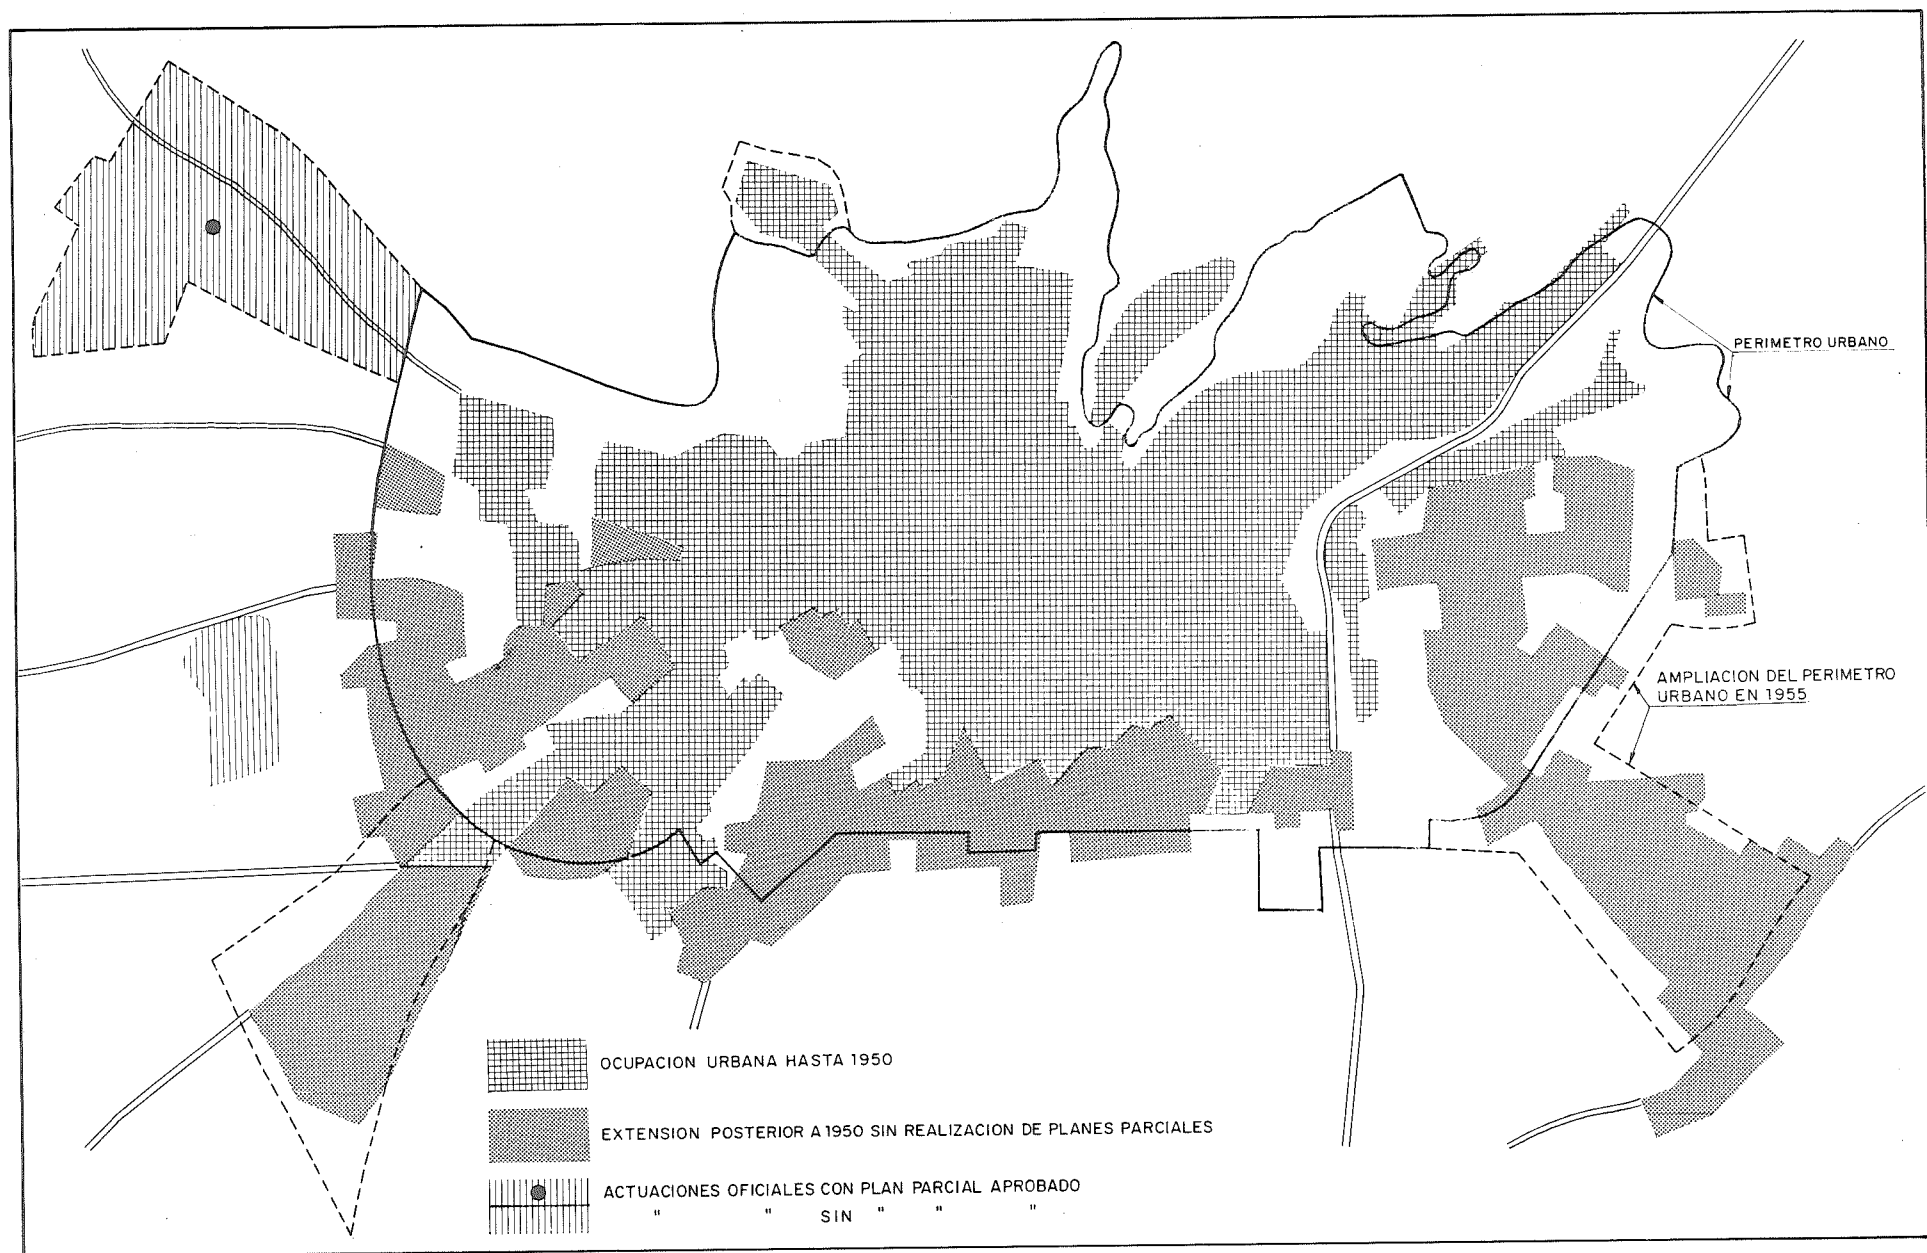 PERIMETRO URBANO
AMPLIACION DEL PERIMETRO
URBANO EN 1955
OCUPACION URBANA HASTA 1950
EXTENSION POSTERIOR A 1950 SIN REALIZACION DE PLANES PARCIALES
ACTUACIONES OFICIALES CON PLAN PARCIAL APROBADO
" " SIN " " "